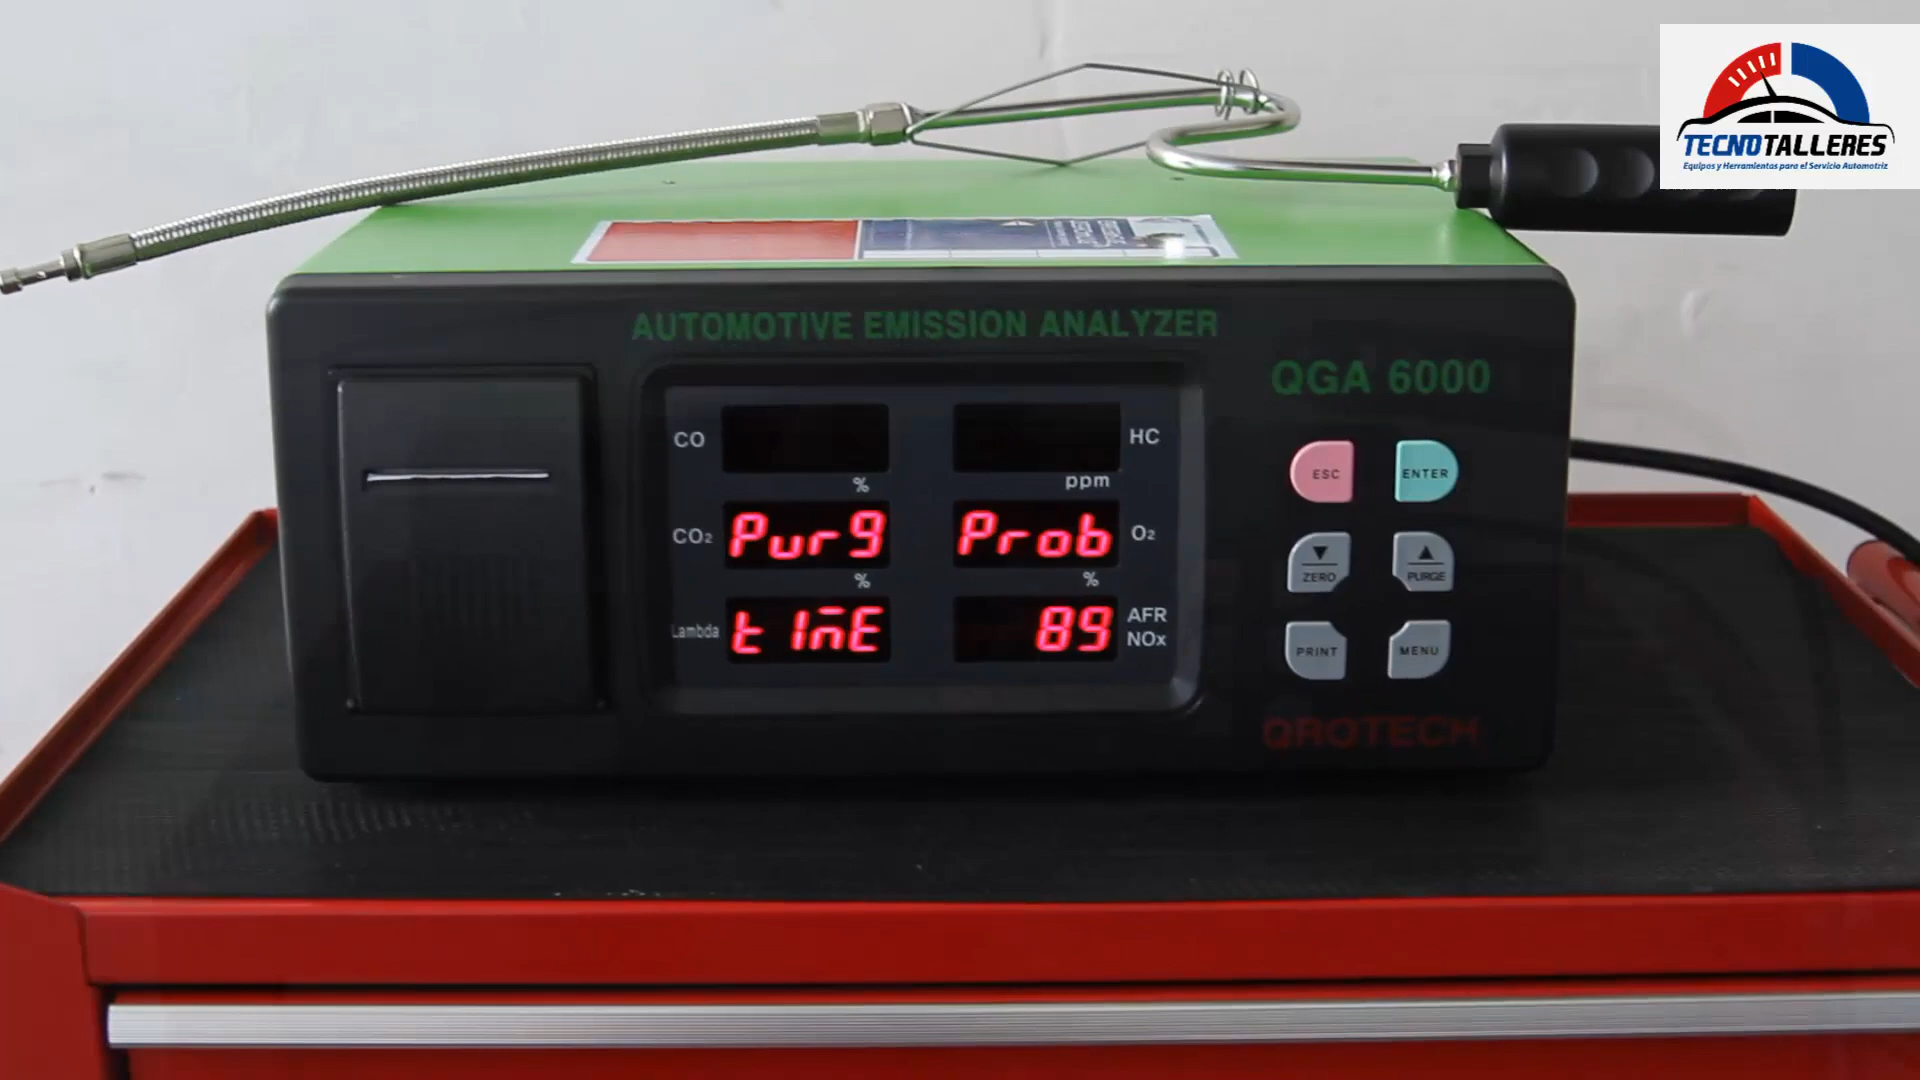 TECNOTALLERES
Equipos y Herramientas para el Servicio Automotriz
AUTOMOTIVE EMISSION ANALYZER
QGA 6000
CO
HC
%
ppm
CO2
Purg
Prob
O2
%
%
Lambda
tImE
89
AFR
NOx
ESC
ENTER
ZERO
PURGE
PRINT
MENU
QROTECH